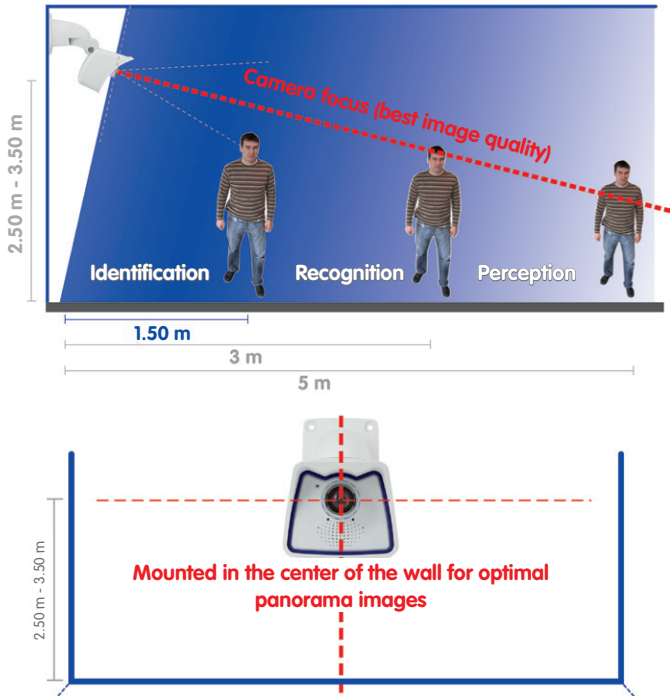 Camera focus (best image quality)
2.50 m - 3.50 m
Identification
Recognition
Perception
1.50 m
3 m
5 m
2.50 m - 3.50 m
Mounted in the center of the wall for optimal
panorama images